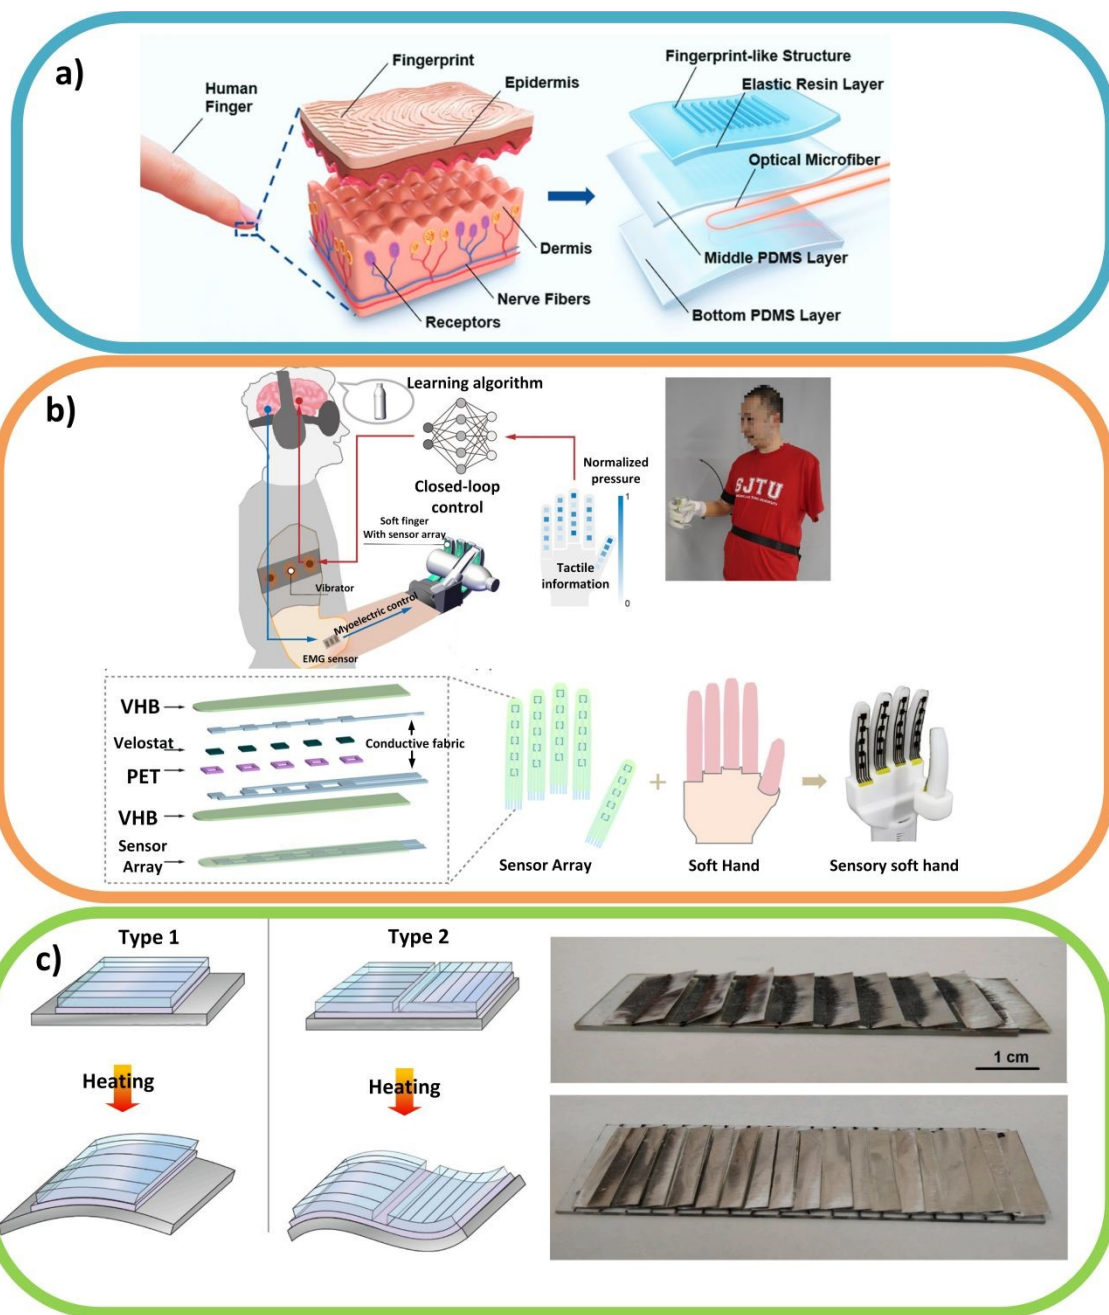 a)
Human
Finger
Fingerprint
Epidermis
Dermis
Nerve Fibers
Receptors
Fingerprint-like Structure
Elastic Resin Layer
Optical Microfiber
Middle PDMS Layer
Bottom PDMS Layer
b)
Learning algorithm
Closed-loop
control
Soft finger
With sensor array
Vibrator
Myoelectric control
EMG sensor
Normalized
pressure
1
0
Tactile
information
SJTU
VHB
Velostat
PET
VHB
Sensor
Array
Conductive fabric
Sensor Array
+
Soft Hand
Sensory soft hand
c)
Type 1
Heating
Type 2
Heating
1 cm